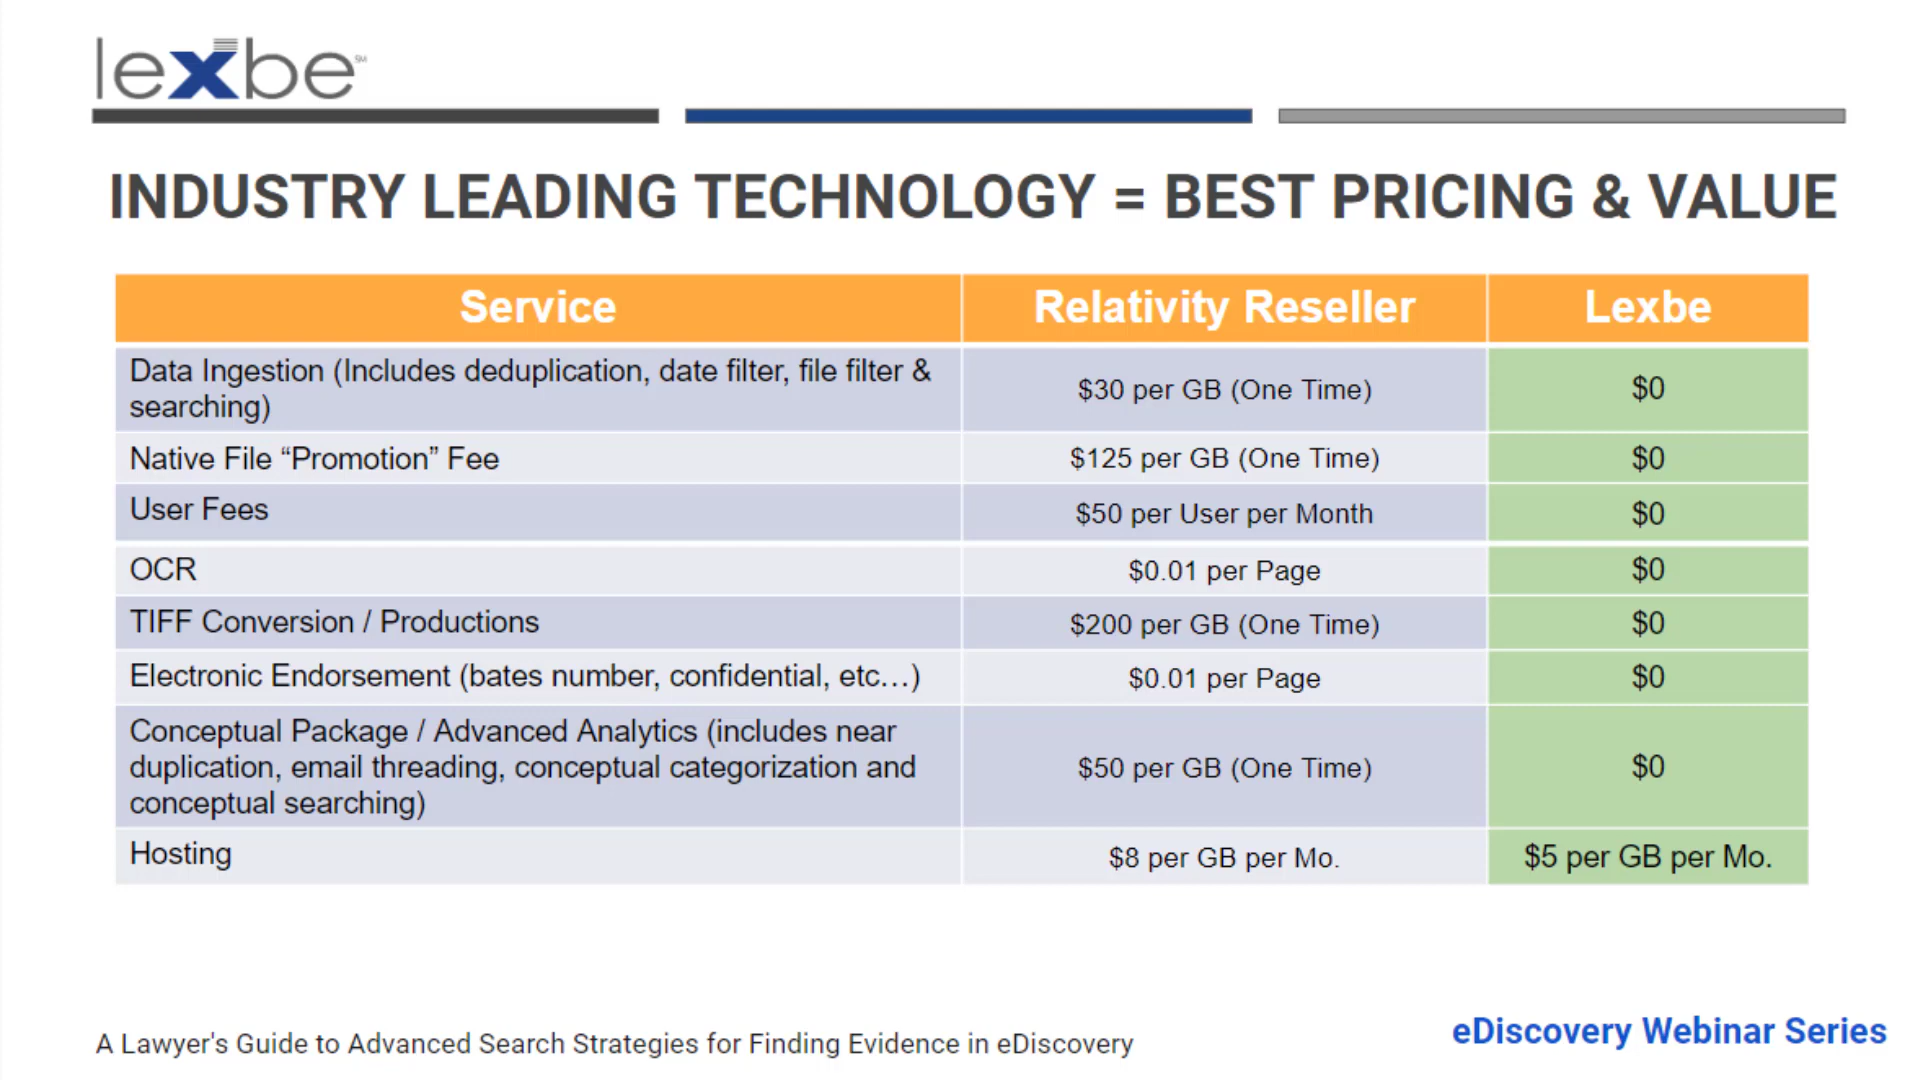 lexbe SM
INDUSTRY LEADING TECHNOLOGY = BEST PRICING & VALUE
Service Relativity Reseller Lexbe
Data Ingestion (Includes deduplication, date filter, file filter &
searching) $30 per GB (One Time) $0
Native File “Promotion” Fee $125 per GB (One Time) $0
User Fees $50 per User per Month $0
OCR $0.01 per Page $0
TIFF Conversion / Productions $200 per GB (One Time) $0
Electronic Endorsement (bates number, confidential, etc…) $0.01 per Page $0
Conceptual Package / Advanced Analytics (includes near
duplication, email threading, conceptual categorization and $50 per GB (One Time) $0
conceptual searching)
Hosting $8 per GB per Mo. $5 per GB per Mo.
A Lawyer's Guide to Advanced Search Strategies for Finding Evidence in eDiscovery
eDiscovery Webinar Series